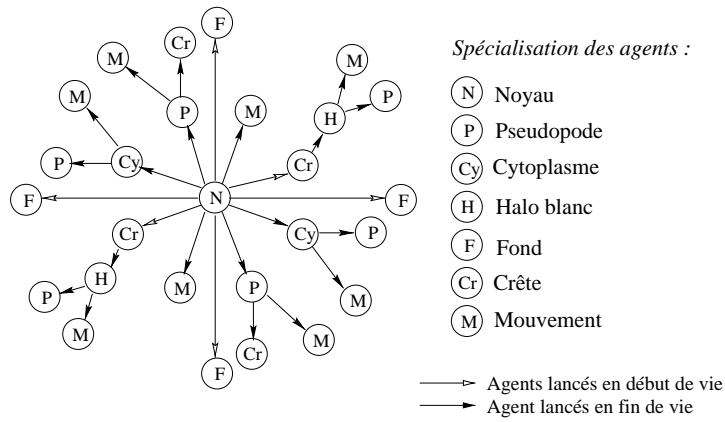 F
Cr
M
M
P
M
M
H
P
Cr
P
Cy
F
N
F
Cr
Cy
P
H
P
M
M
P
M
M
Cr
F
Spécialisation des agents :
N Noyau
P Pseudopode
Cy Cytoplasme
H Halo blanc
F Fond
Cr Crête
M Mouvement
Agents lancés en début de vie
Agent lancés en fin de vie